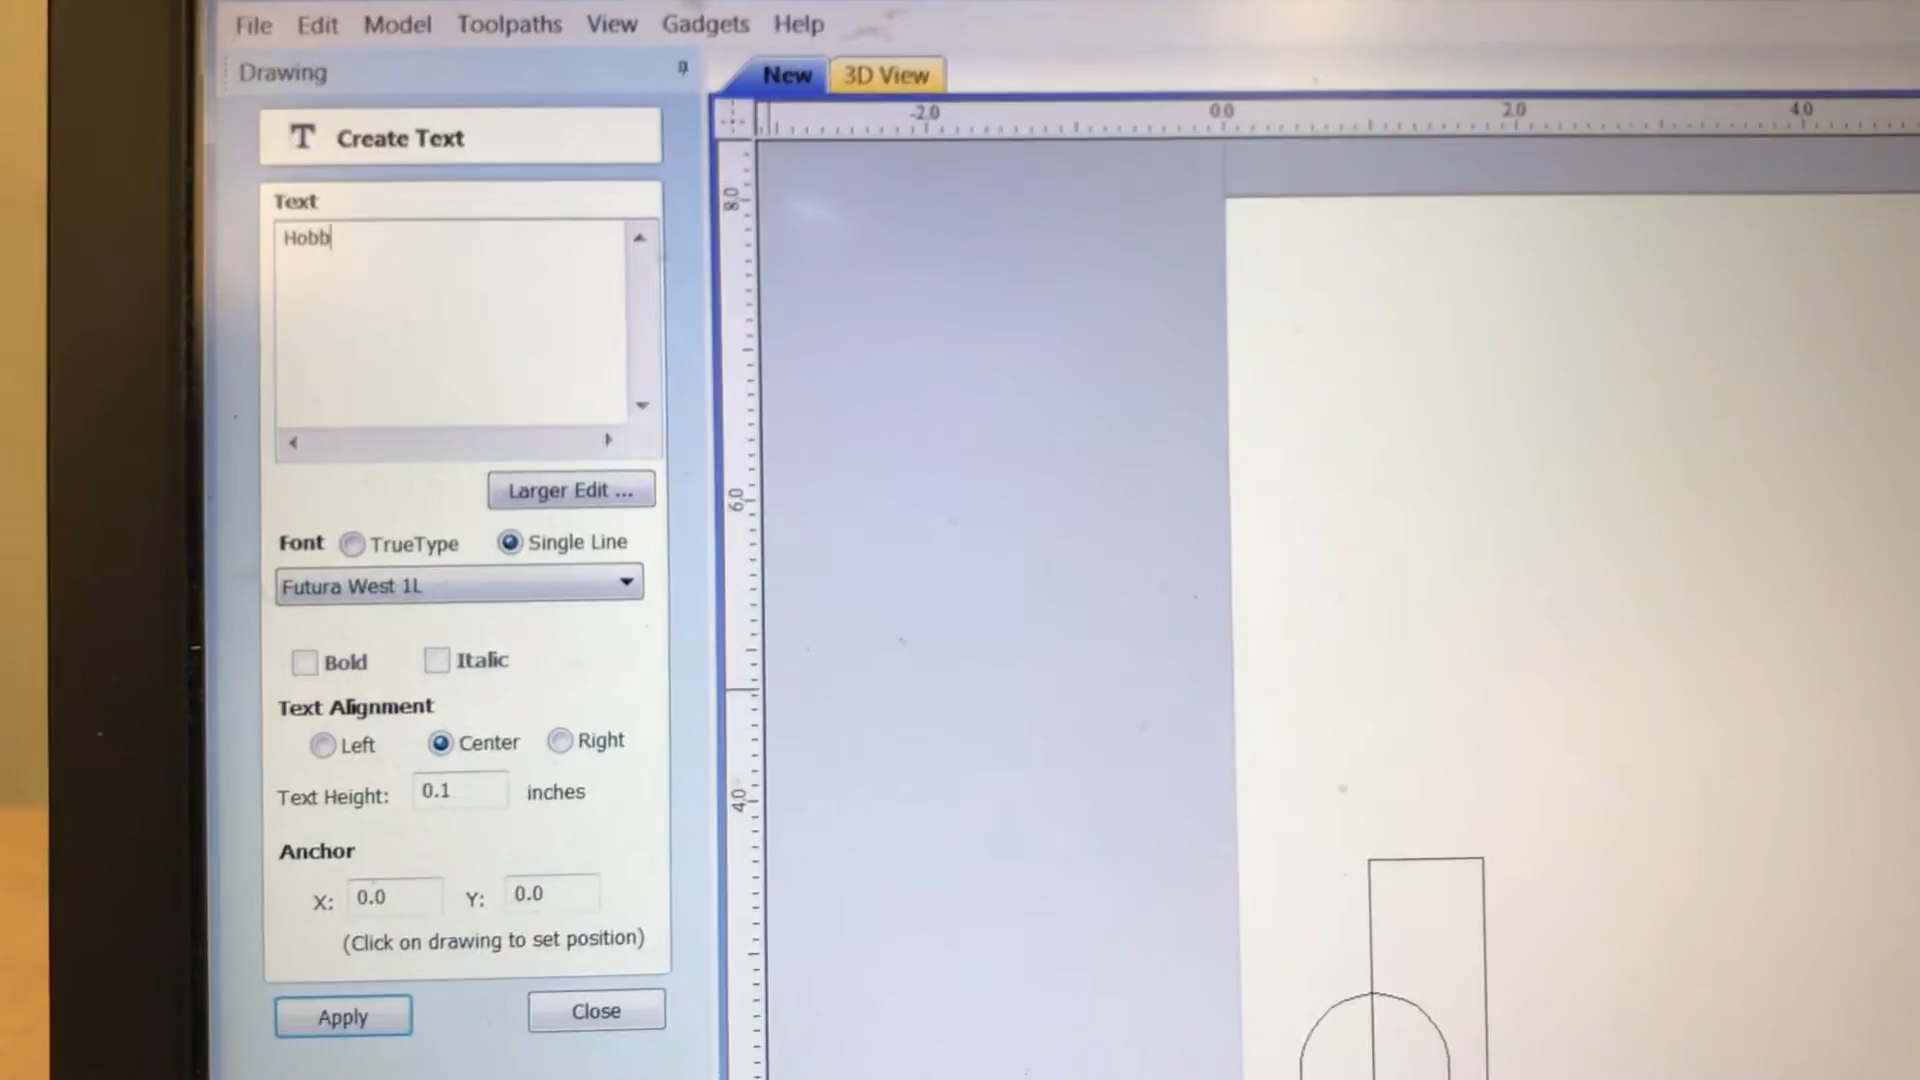 File Edit Model Toolpaths View Gadgets Help
Drawing
New 3D View
-2.0 0.0 2.0 4.0
T Create Text
Text
Hobb
8.0
Larger Edit ...
6.0
Font TrueType Single Line
Futura West 1L
Bold Italic
Text Alignment
Left Center Right
Text Height: 0.1 inches
4.0
Anchor
X: 0.0 Y: 0.0
(Click on drawing to set position)
Apply Close